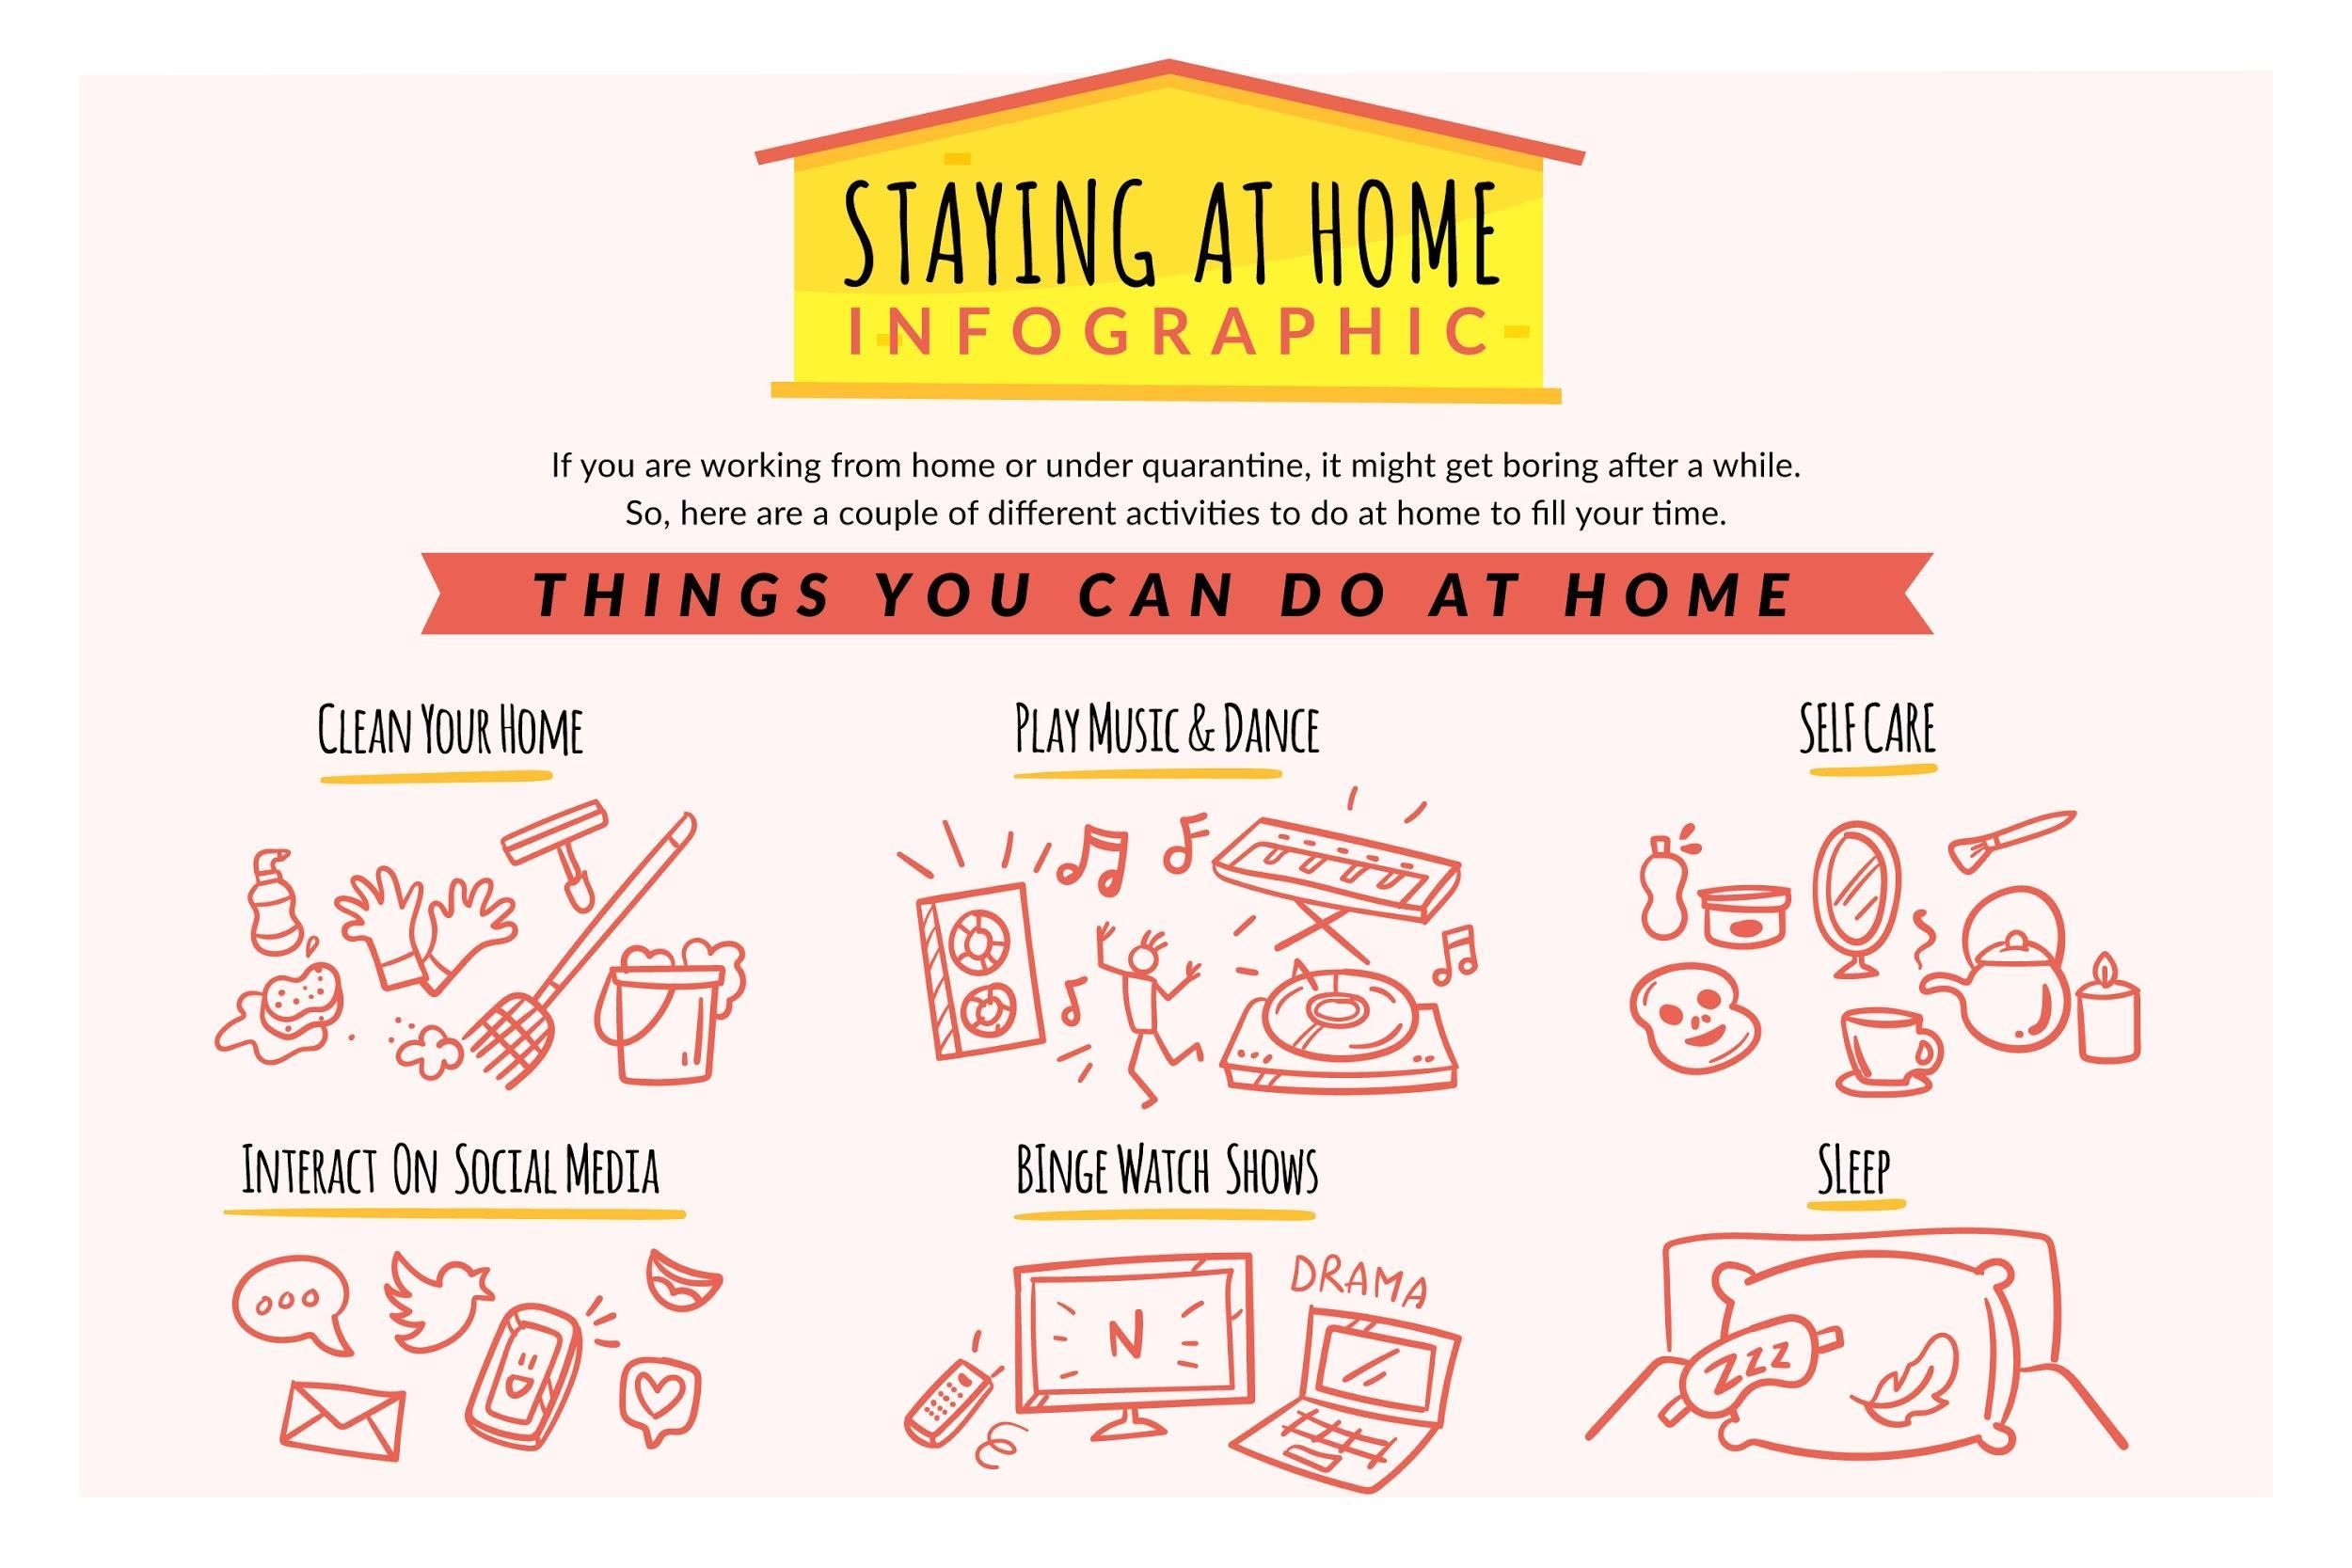 STAYING AT HOME
INFOGRAPHIC
If you are working from home or under quarantine, it might get boring after a while.
So, here are a couple of different activities to do at home to fill your time.
THINGS YOU CAN DO AT HOME
CLEAN YOUR HOME
PLAY MUSIC & DANCE
SELF CARE
INTERACT ON SOCIAL MEDIA
BINGE WATCH SHOWS
SLEEP
DRAMA
N
ZZZ